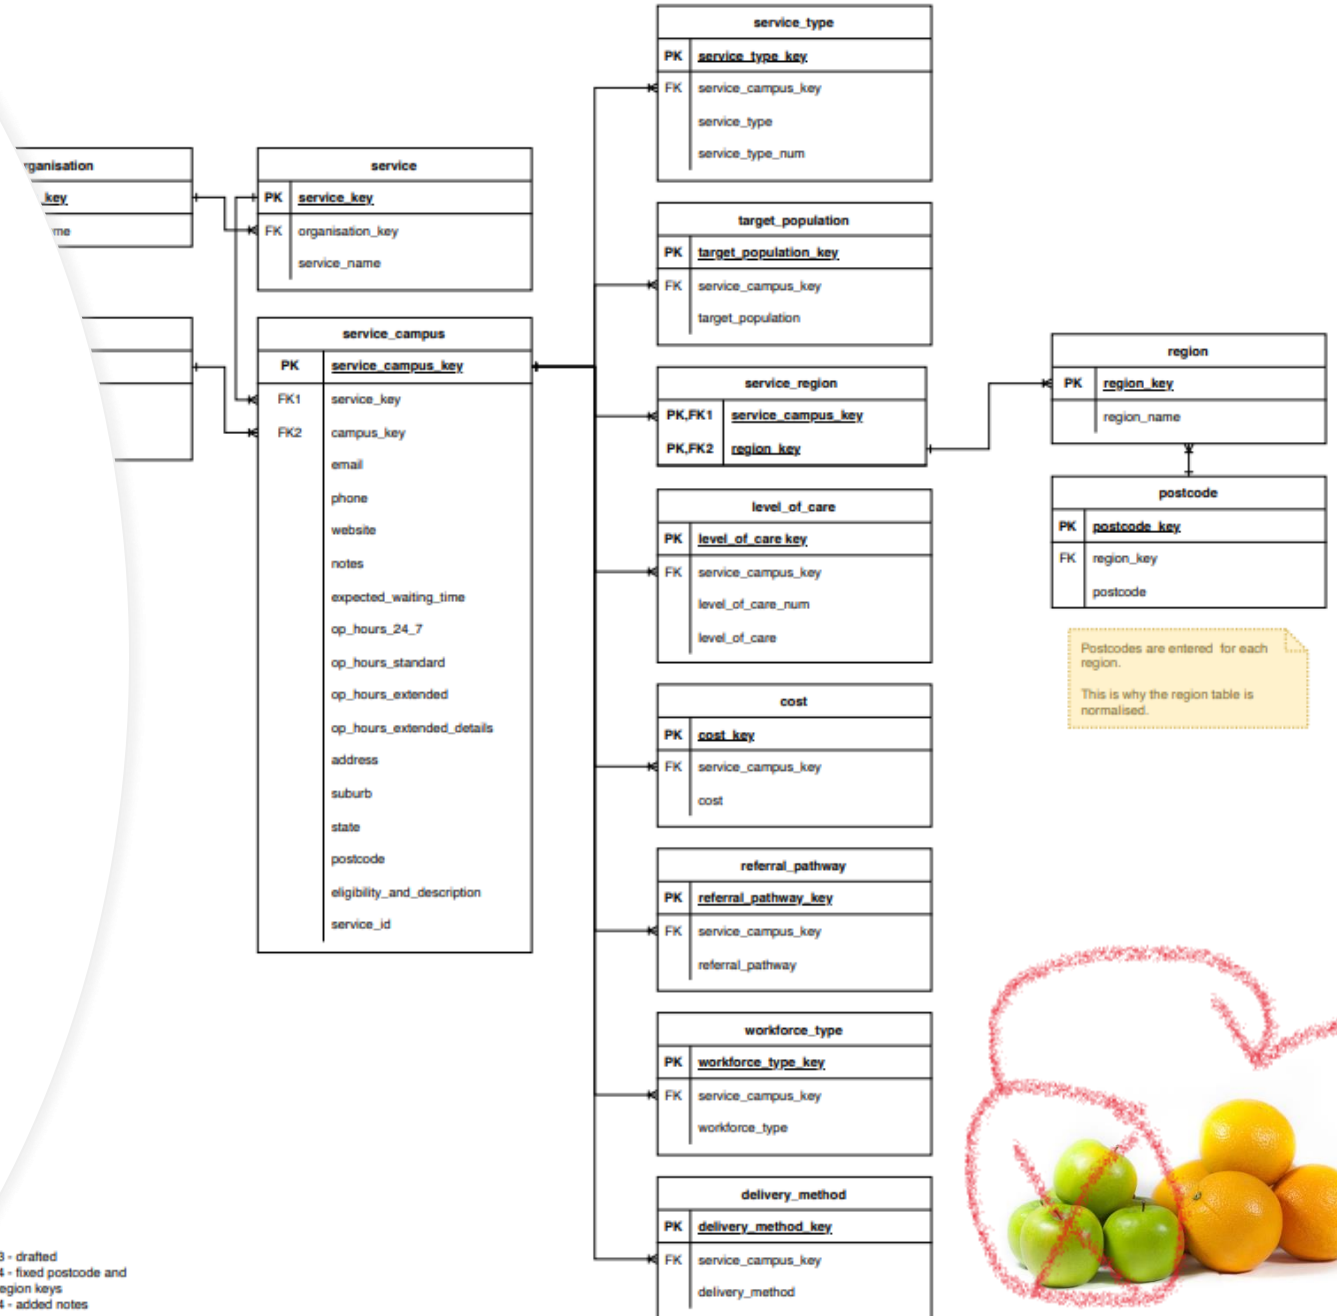 rganisation
_key
me
service
PK service_key
FK organisation_key
service_name
service_campus
PK service_campus_key
FK1 service_key
FK2 campus_key
email
phone
website
notes
expected_waiting_time
op_hours_24_7
op_hours_standard
op_hours_extended
op_hours_extended_details
address
suburb
state
postcode
eligibility_and_description
service_id
service_type
PK service_type_key
FK service_campus_key
service_type
service_type_num
target_population
PK target_population_key
FK service_campus_key
target_population
service_region
PK,FK1 service_campus_key
PK,FK2 region_key
level_of_care
PK level_of_care key
FK service_campus_key
level_of_care_num
level_of_care
cost
PK cost_key
FK service_campus_key
cost
referral_pathway
PK referral_pathway_key
FK service_campus_key
referral_pathway
workforce_type
PK workforce_type_key
FK service_campus_key
workforce_type
delivery_method
PK delivery_method_key
FK service_campus_key
delivery_method
region
PK region_key
region_name
postcode
PK postcode_key
FK region_key
postcode
Postcodes are entered for each
region.
This is why the region table is
normalised.
3 - drafted
4 - fixed postcode and
egion keys
4 - added notes